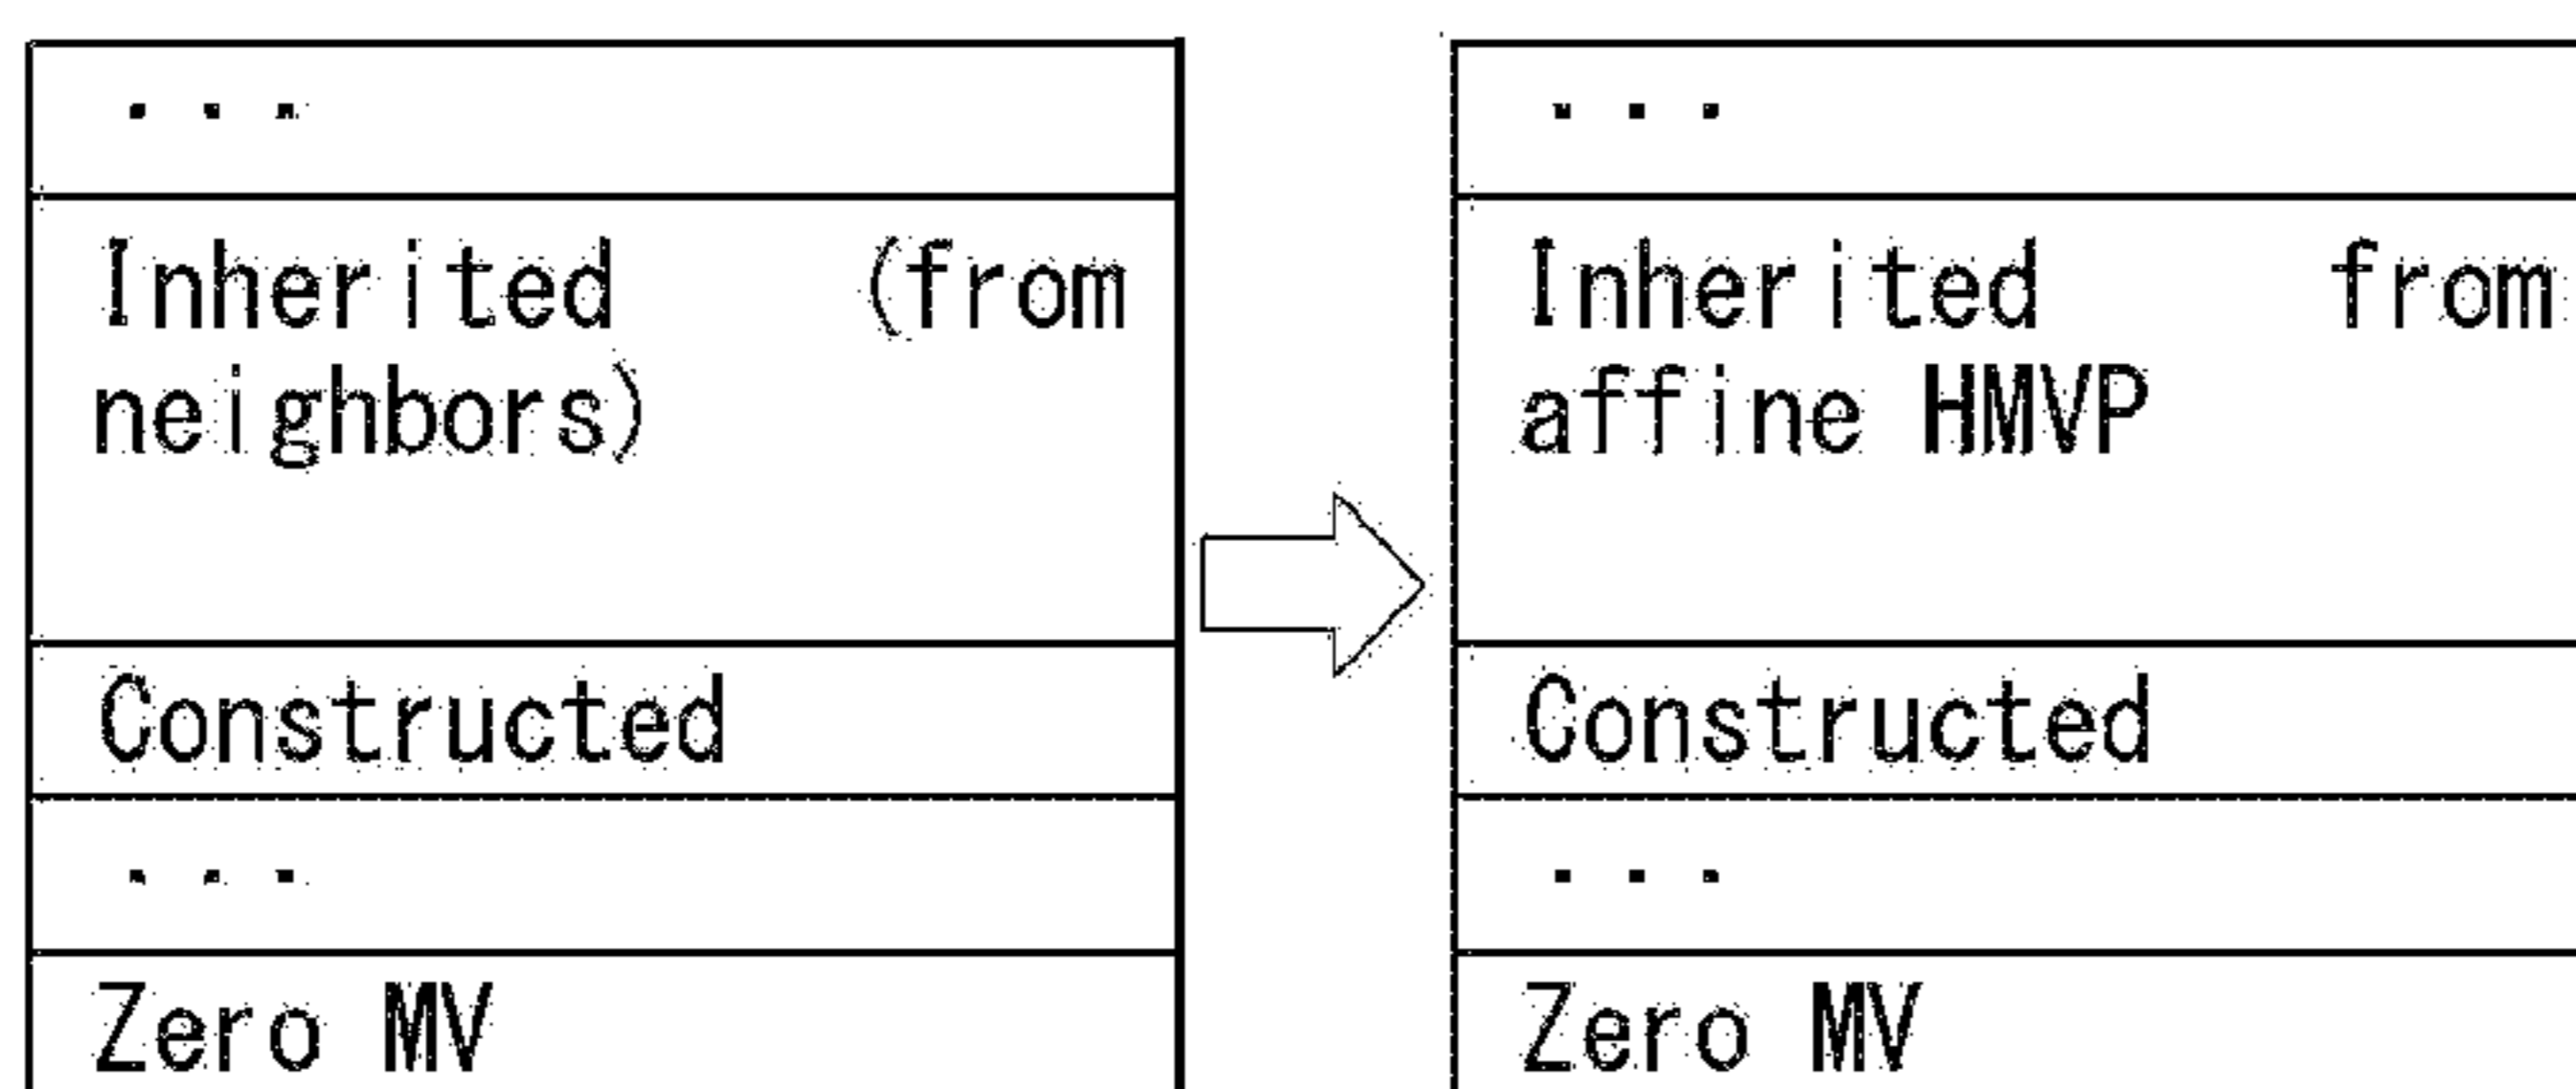 . . .
Inherited (from
neighbors)
Constructed
. . .
Zero MV
. . .
Inherited from
affine HMVP
Constructed
. . .
Zero MV